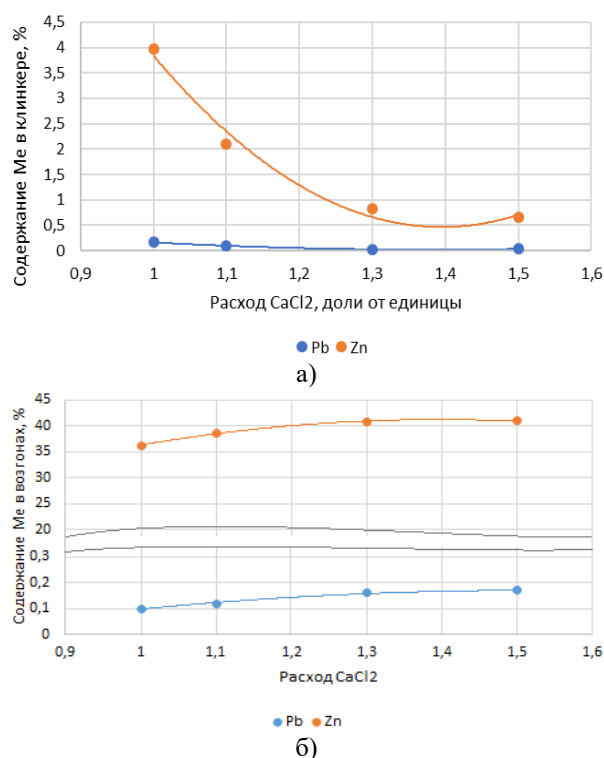 Содержание Ме в клинкере, %
4,5
4
3,5
3
2,5
2
1,5
1
0,5
0
0,9 1 1,1 1,2 1,3 1,4 1,5 1,6
Расход CaCl2, доли от единицы
Pb Zn
а)
Содержание Ме в возгонах, %
45
40
35
30
25
20
0,3
0,2
0,1
0
0,9 1 1,1 1,2 1,3 1,4 1,5 1,6
Расход CaCl2
Pb Zn
б)